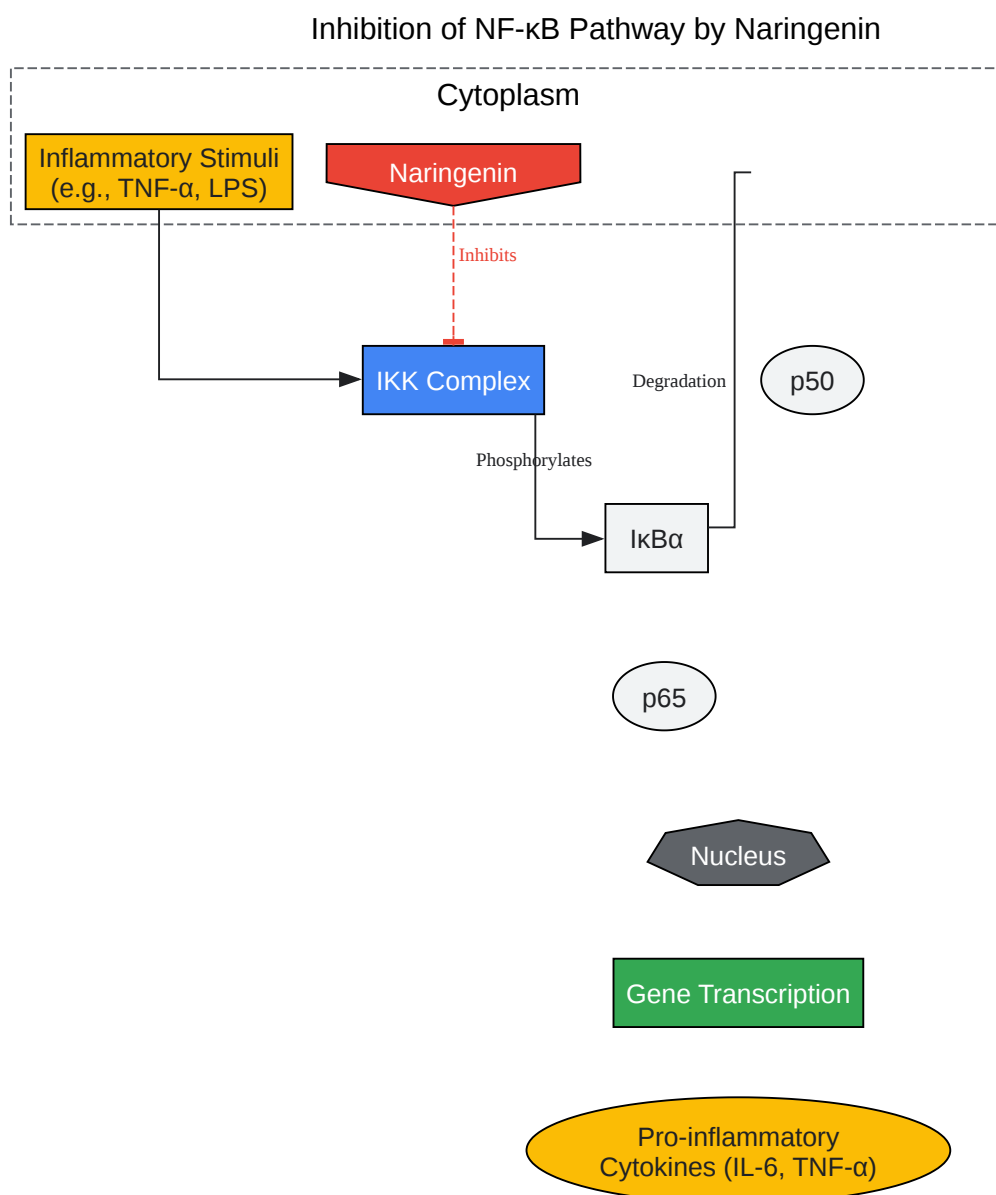 Inhibition of NF-κB Pathway by Naringenin
Cytoplasm
Inflammatory Stimuli
(e.g., TNF-α, LPS)
Naringenin
Inhibits
IKK Complex
Degradation
p50
Phosphorylates
IκBα
p65
Nucleus
Gene Transcription
Pro-inflammatory
Cytokines (IL-6, TNF-α)